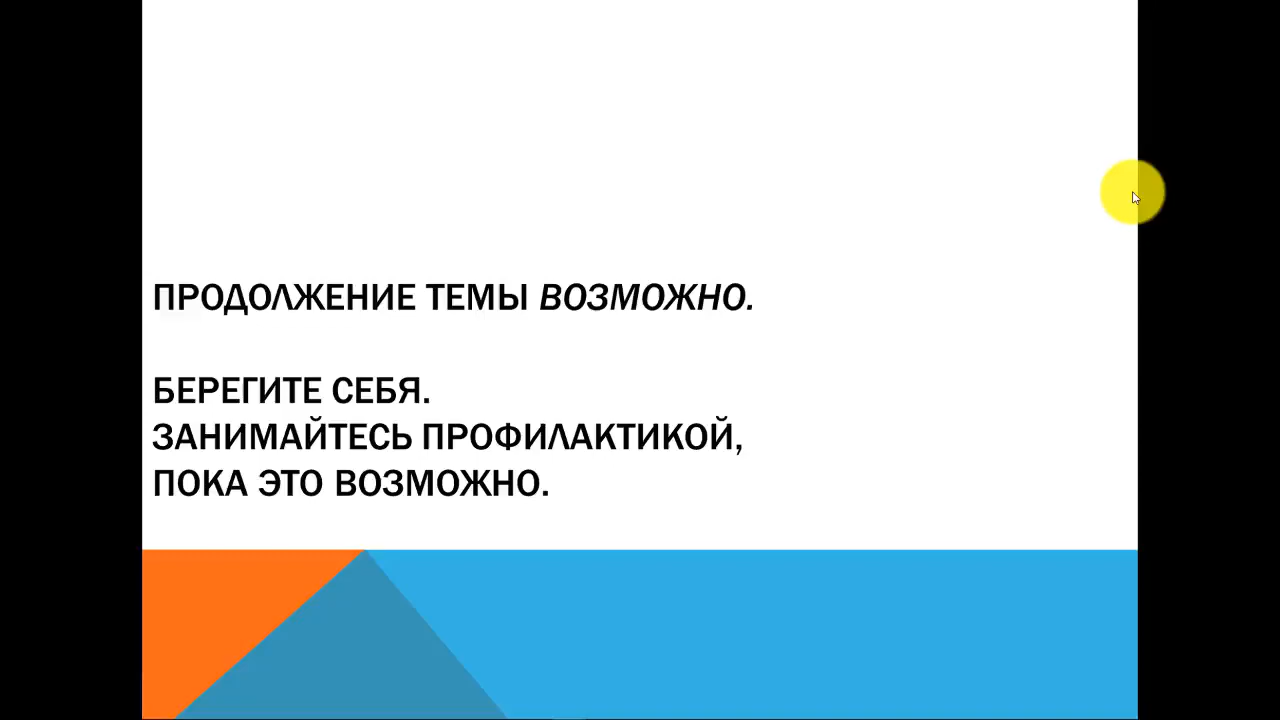 ПРОДОЛЖЕНИЕ ТЕМЫ ВОЗМОЖНО.
БЕРЕГИТЕ СЕБЯ.
ЗАНИМАЙТЕСЬ ПРОФИЛАКТИКОЙ,
ПОКА ЭТО ВОЗМОЖНО.